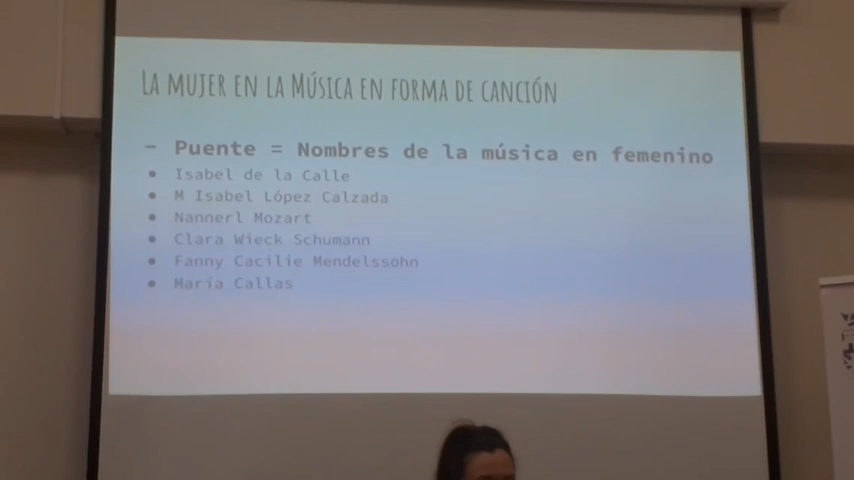 La mujer en la Música en forma de canción
- Puente = Nombres de la música en femenino
● Isabel de la Calle
● M Isabel López Calzada
● Nannerl Mozart
● Clara Wieck Schumann
● Fanny Cacilie Mendelssohn
● Maria Callas